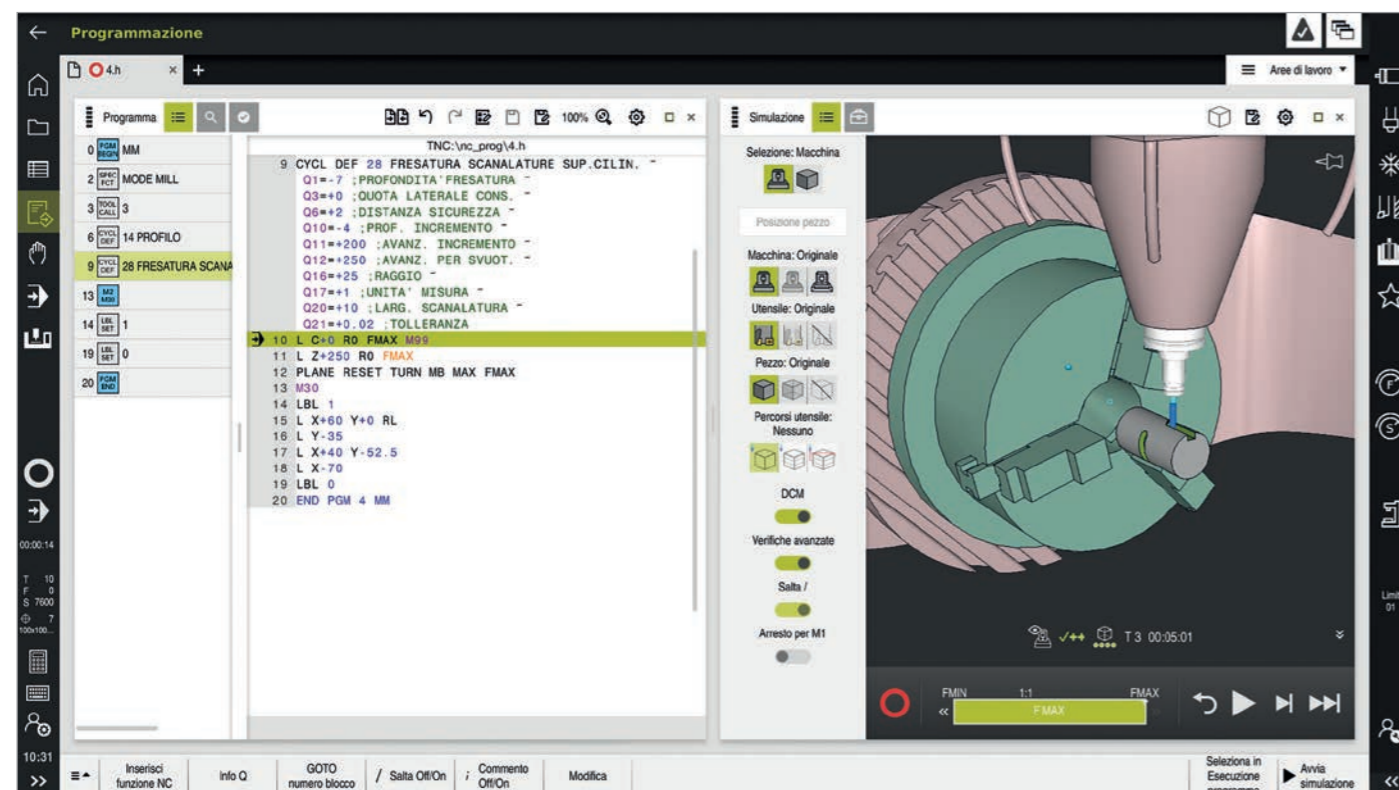 Programmazione
4.h × +
Aree di lavoro
Programma
100%
Simulazione
0 PGM BEGIN MM
2 SPEC FCT MODE MILL
3 TOOL CALL 3
6 CYCL DEF 14 PROFILO
9 CYCL DEF 28 FRESATURA SCANA
13 M2 M30
14 LBL SET 1
19 LBL SET 0
20 PGM END
TNC:\nc_prog\4.h
9 CYCL DEF 28 FRESATURA SCANALATURE SUP.CILIN. ~
Q1=-7 ;PROFONDITA'FRESATURA ~
Q3=+0 ;QUOTA LATERALE CONS. ~
Q6=+2 ;DISTANZA SICUREZZA ~
Q10=-4 ;PROF. INCREMENTO ~
Q11=+200 ;AVANZ. INCREMENTO ~
Q12=+250 ;AVANZ. PER SVUOT. ~
Q16=+25 ;RAGGIO ~
Q17=+1 ;UNITA' MISURA ~
Q20=+10 ;LARG. SCANALATURA ~
Q21=+0.02 ;TOLLERANZA
10 L C+0 R0 FMAX M99
11 L Z+250 R0 FMAX
12 PLANE RESET TURN MB MAX FMAX
13 M30
14 LBL 1
15 L X+60 Y+0 RL
16 L Y-35
17 L X+40 Y-52.5
18 L X-70
19 LBL 0
20 END PGM 4 MM
Selezione: Macchina
Posizione pezzo
Macchina: Originale
Utensile: Originale
Pezzo: Originale
Percorsi utensile:
Nessuno
DCM
Verifiche avanzate
Salta /
Arresto per M1
T 3 00:05:01
FMIN 1:1 FMAX
FMAX
00:00:14
T 10
F 0
S 7600
7
100x100...
10:31
F
S
Limit
01
Inserisci
funzione NC
Info Q
GOTO
numero blocco
/ Salta Off/On
; Commento
Off/On
Modifica
Seleziona in
Esecuzione
programma
Avvia
simulazione